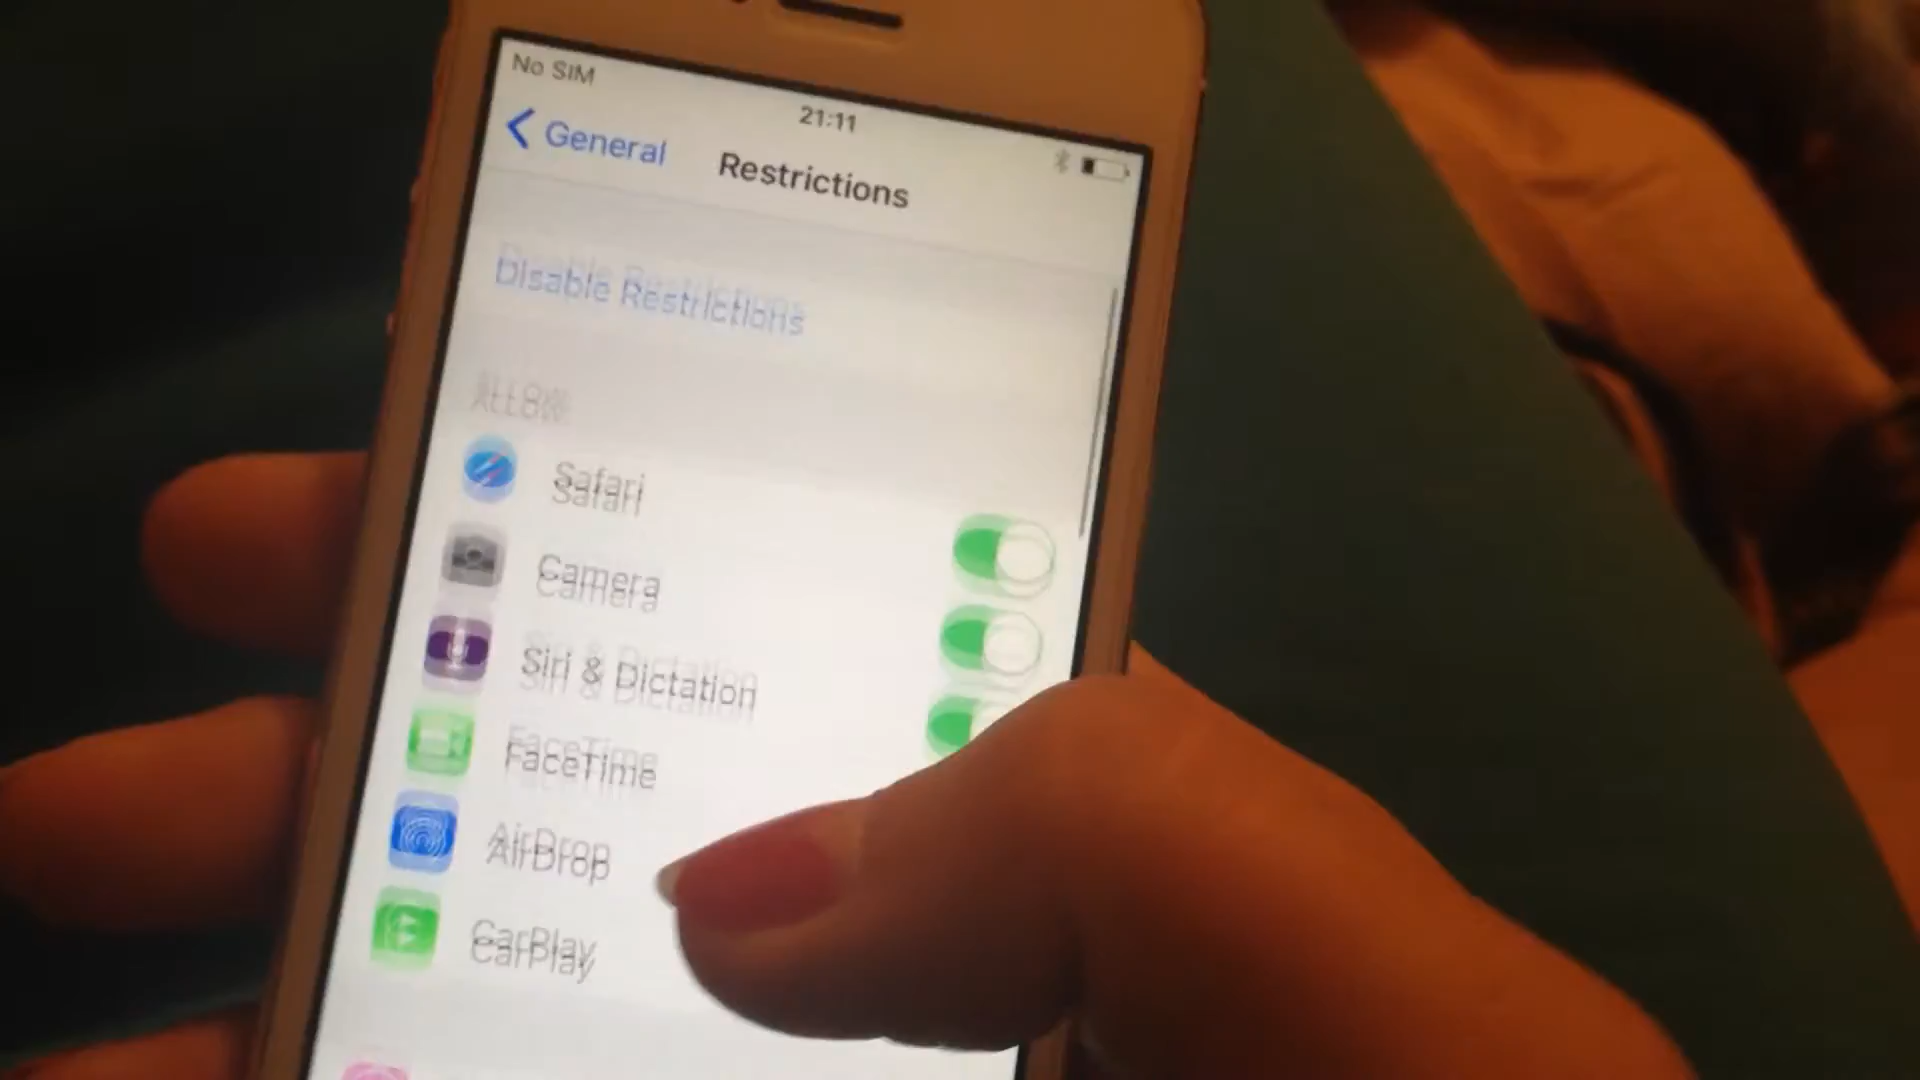 No SIM
21:11
General
Restrictions
Disable Restrictions
ALLOW
Safari
Camera
Siri & Dictation
FaceTime
AirDrop
CarPlay